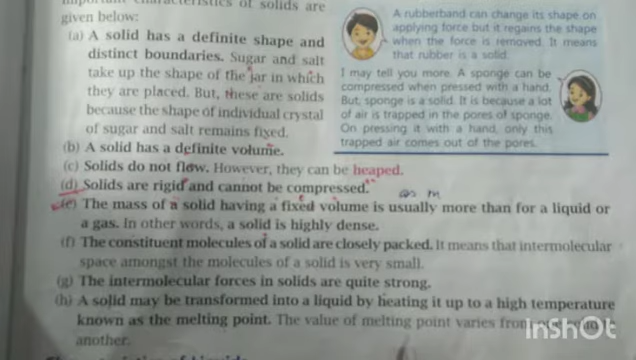 important characteristics of solids are
given below:
(a) A solid has a definite shape and
distinct boundaries. Sugar and salt
take up the shape of the jar in which
they are placed. But, these are solids
because the shape of individual crystal
of sugar and salt remains fixed.
(b) A solid has a definite volume.
A rubberband can change its shape on
applying force but it regains the shape
when the force is removed. It means
that rubber is a solid.
I may tell you more. A sponge can be
compressed when pressed with a hand.
But, sponge is a solid. It is because a lot
of air is trapped in the pores of sponge.
On pressing it with a hand, only this
trapped air comes out of the pores.
(c) Solids do not flow. However, they can be heaped.
(d) Solids are rigid and cannot be compressed.
(e) The mass of a solid having a fixed volume is usually more than for a liquid or
a gas. In other words, a solid is highly dense.
(f) The constituent molecules of a solid are closely packed. It means that intermolecular
space amongst the molecules of a solid is very small.
(g) The intermolecular forces in solids are quite strong.
(h) A solid may be transformed into a liquid by heating it up to a high temperature
known as the melting point. The value of melting point varies from
another.
InShOt